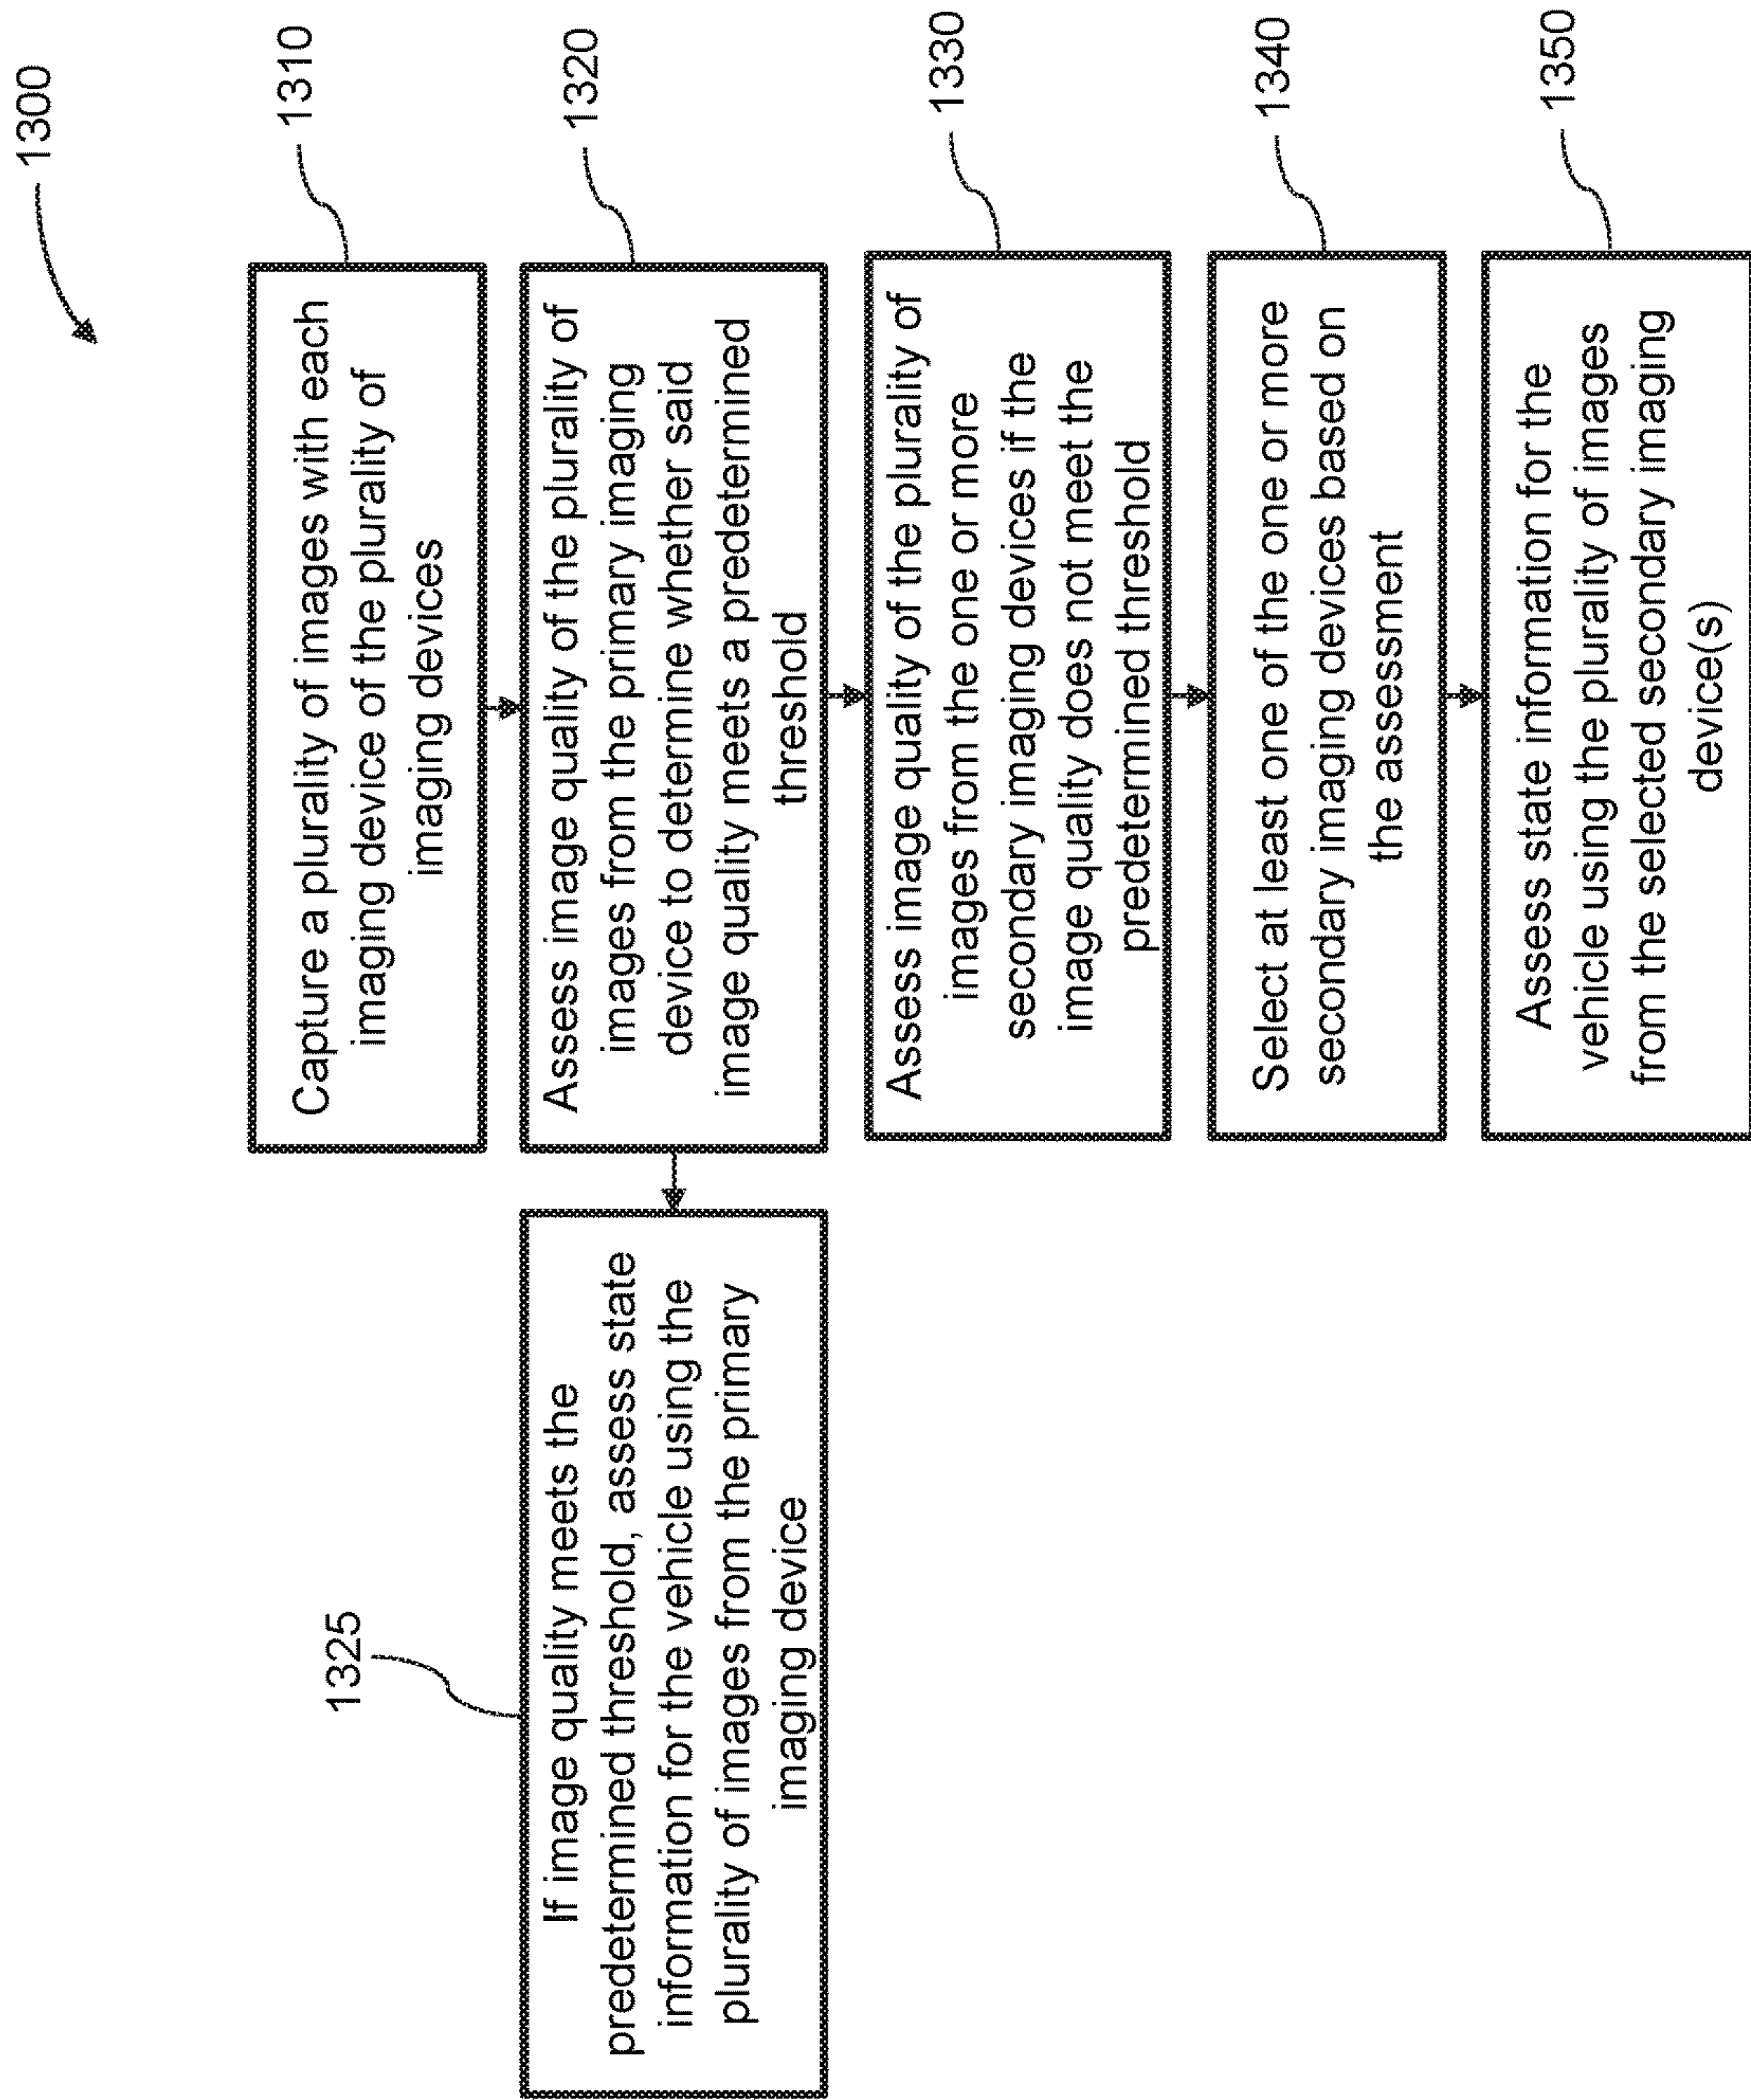 1300
1310
Capture a plurality of images with each
imaging device of the plurality of
imaging devices
1320
Assess image quality of the plurality of
images from the primary imaging
device to determine whether said
image quality meets a predetermined
threshold
1325
If image quality meets the
predetermined threshold, assess state
information for the vehicle using the
plurality of images from the primary
imaging device
1330
Assess image quality of the plurality of
images from the one or more
secondary imaging devices if the
image quality does not meet the
predetermined threshold
1340
Select at least one of the one or more
secondary imaging devices based on
the assessment
1350
Assess state information for the
vehicle using the plurality of images
from the selected secondary imaging
device(s)